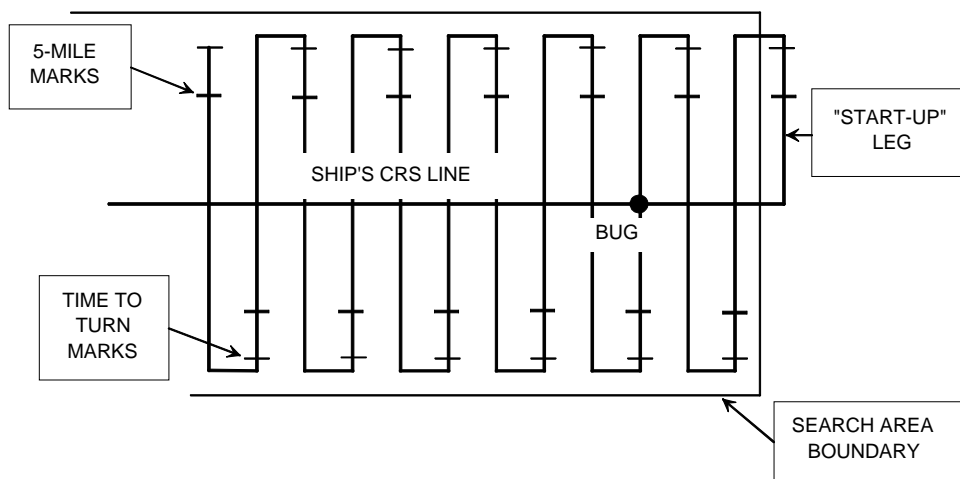 5-MILE
MARKS
"START-UP"
LEG
SHIP'S CRS LINE
BUG
TIME TO
TURN
MARKS
SEARCH AREA
BOUNDARY